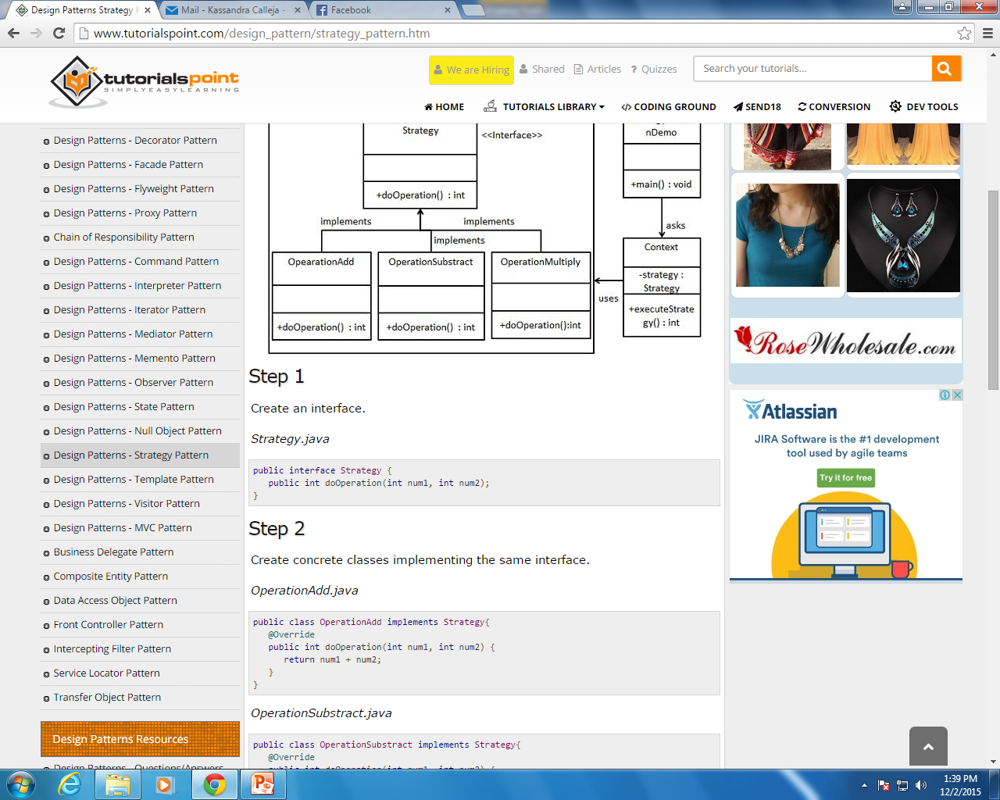 Design Patterns Strategy P
Mail - Kassandra Calleja -
Facebook
www.tutorialspoint.com/design_pattern/strategy_pattern.htm
tutorialspoint
SIMPLYEASYLEARNING
We are Hiring
Shared
Articles
? Quizzes
Search your tutorials...
HOME
TUTORIALS LIBRARY
</> CODING GROUND
SEND18
CONVERSION
DEV TOOLS
Design Patterns - Decorator Pattern
Design Patterns - Facade Pattern
Design Patterns - Flyweight Pattern
Design Patterns - Proxy Pattern
Chain of Responsibility Pattern
Design Patterns - Command Pattern
Design Patterns - Interpreter Pattern
Design Patterns - Iterator Pattern
Design Patterns - Mediator Pattern
Design Patterns - Memento Pattern
Design Patterns - Observer Pattern
Design Patterns - State Pattern
Design Patterns - Null Object Pattern
Design Patterns - Strategy Pattern
Design Patterns - Template Pattern
Design Patterns - Visitor Pattern
Design Patterns - MVC Pattern
Business Delegate Pattern
Composite Entity Pattern
Data Access Object Pattern
Front Controller Pattern
Intercepting Filter Pattern
Service Locator Pattern
Transfer Object Pattern
Design Patterns Resources
Design Patterns - Questions/Answers
Strategy
<<Interface>>
+doOperation() : int
nDemo
+main() : void
implements
implements
implements
asks
OpearationAdd
+doOperation() : int
OperationSubstract
+doOperation() : int
OperationMultiply
+doOperation():int
uses
Context
-strategy :
Strategy
+executeStrate
gy() : int
Step 1
Create an interface.
Strategy.java
public interface Strategy {
public int doOperation(int num1, int num2);
}
Step 2
Create concrete classes implementing the same interface.
OperationAdd.java
public class OperationAdd implements Strategy{
@Override
public int doOperation(int num1, int num2) {
return num1 + num2;
}
}
OperationSubstract.java
public class OperationSubstract implements Strategy{
@Override
public int doOperation(int num1, int num2) {
RoseWholesale.com
Atlassian
JIRA Software is the #1 development
tool used by agile teams
Try it for free
1:39 PM
12/2/2015